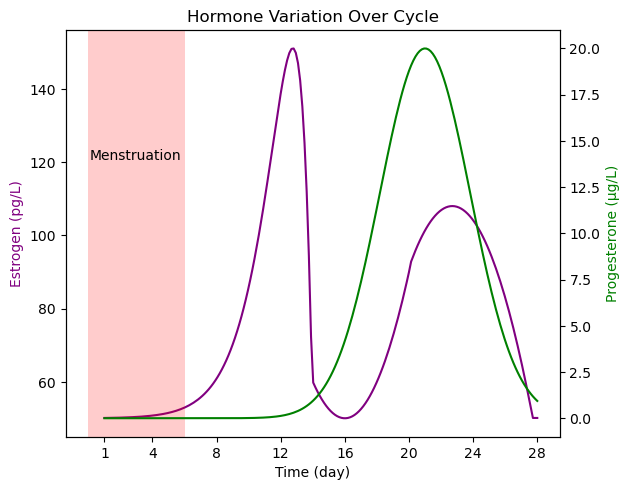 Hormone Variation Over Cycle
Estrogen (pg/L)
140
120
100
80
60
Menstruation
20.0
17.5
15.0
12.5
10.0
7.5
5.0
2.5
0.0
Progesterone (µg/L)
1 4 8 12 16 20 24 28
Time (day)